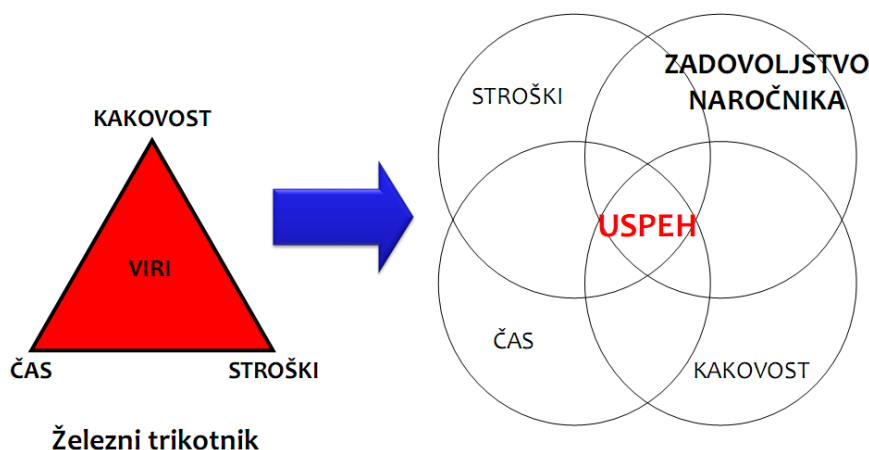 KAKOVOST
VIRI
ČAS
STROŠKI
Železni trikotnik
STROŠKI
ZADOVOLJSTVO
NAROČNIKA
USPEH
ČAS
KAKOVOST